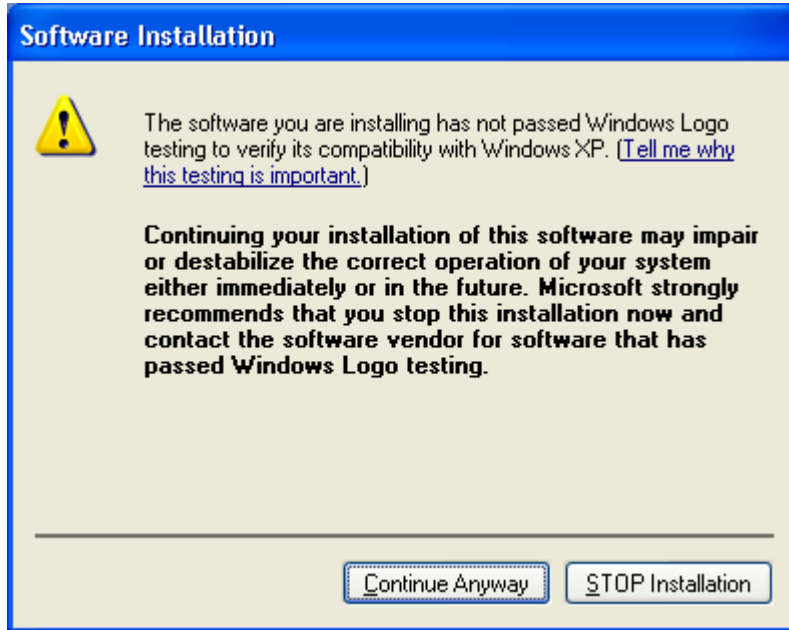 Software Installation
The software you are installing has not passed Windows Logo
testing to verify its compatibility with Windows XP. (Tell me why
this testing is important.)
Continuing your installation of this software may impair
or destabilize the correct operation of your system
either immediately or in the future. Microsoft strongly
recommends that you stop this installation now and
contact the software vendor for software that has
passed Windows Logo testing.
Continue Anyway
STOP Installation